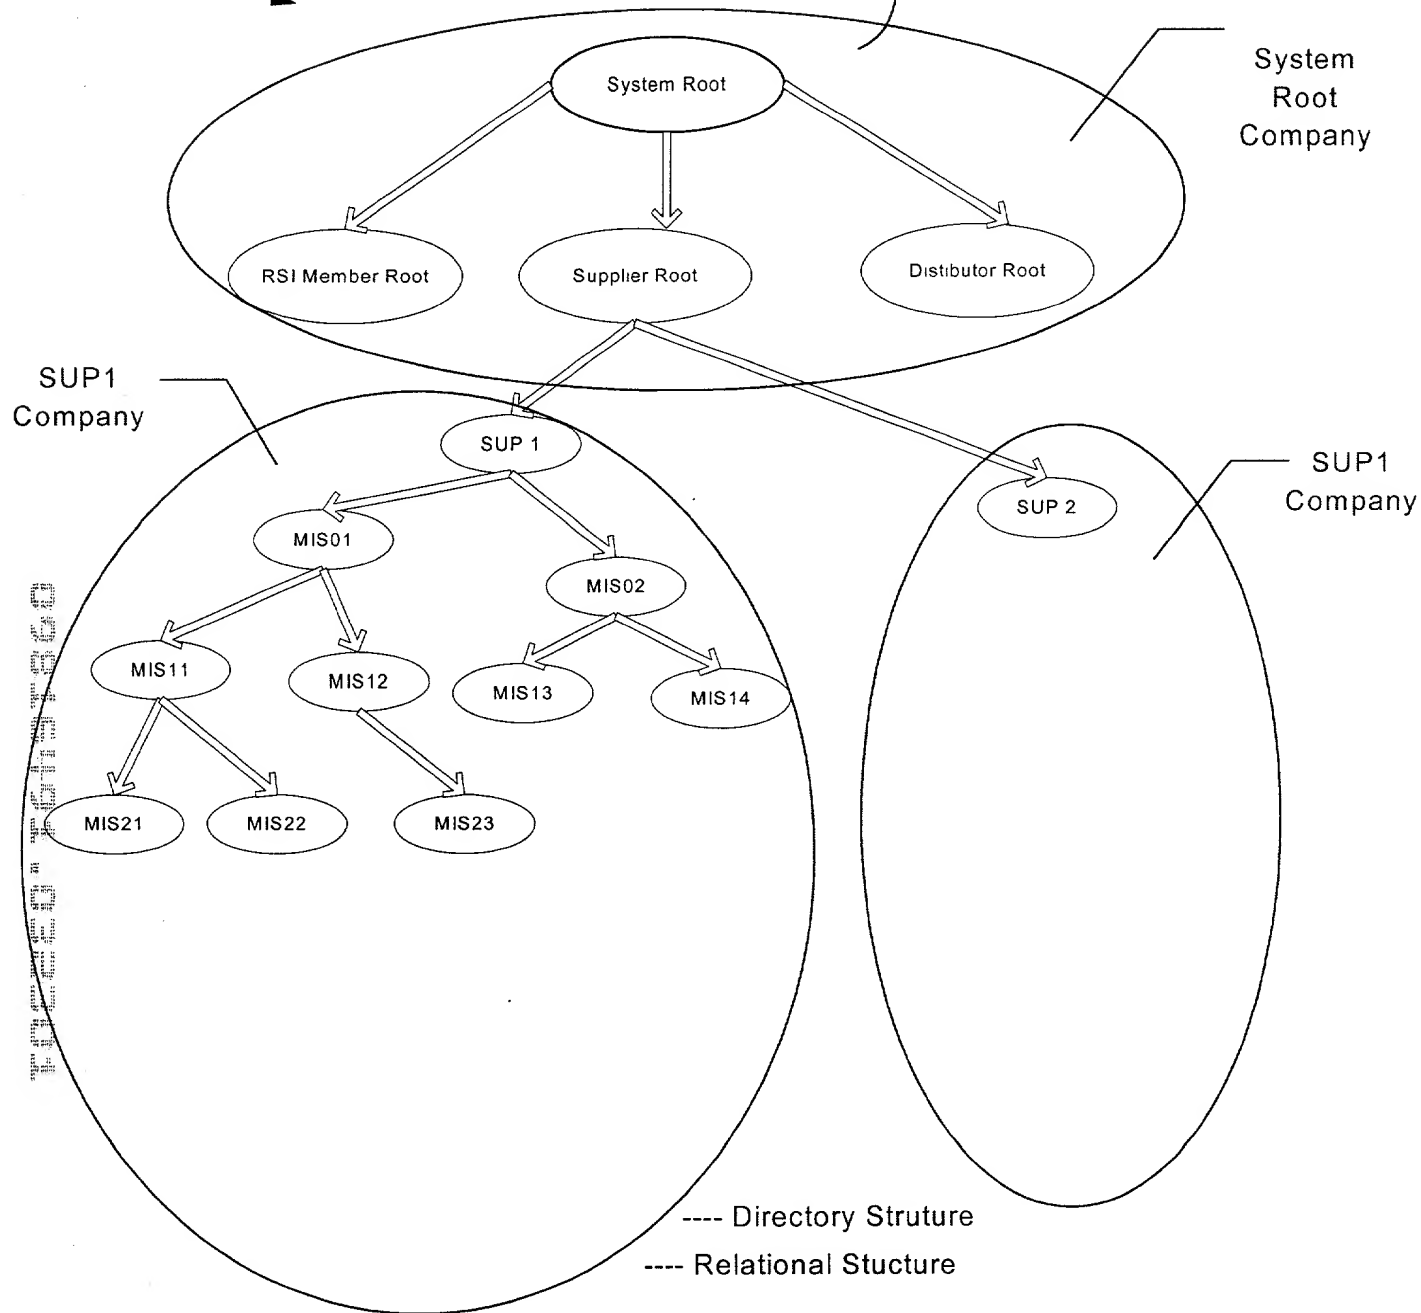 System Root
System
Root
Company
RSI Member Root
Supplier Root
Distibutor Root
SUP1
Company
SUP 1
SUP1
Company
SUP 2
MIS01
MIS02
MIS11
MIS12
MIS13
MIS14
MIS21
MIS22
MIS23
---- Directory Struture
---- Relational Stucture